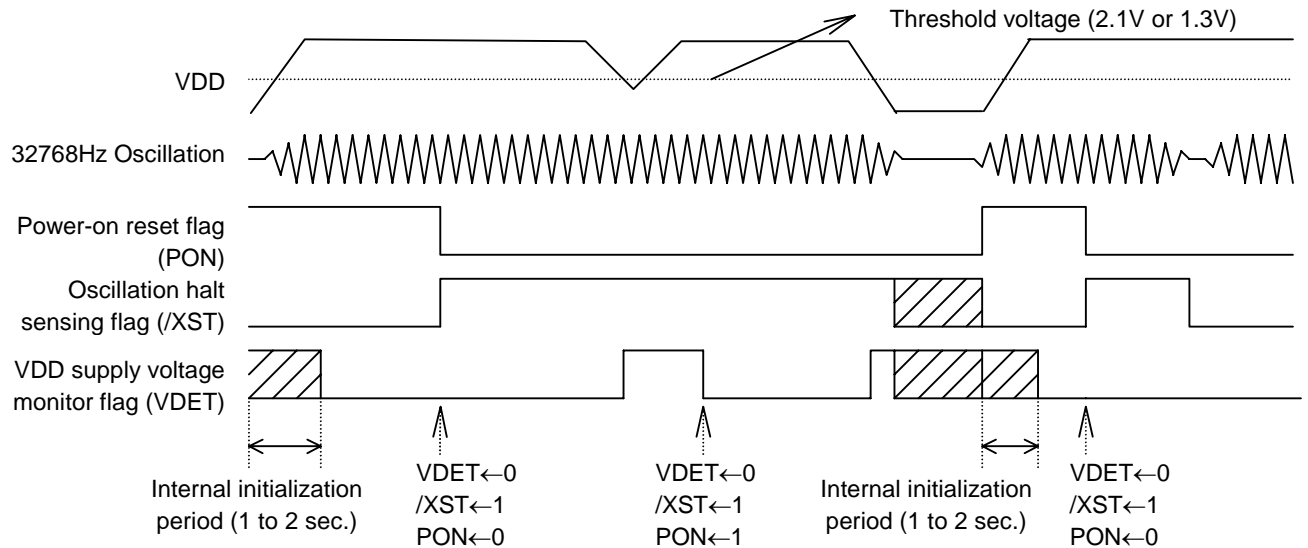 Threshold voltage (2.1V or 1.3V)
VDD
32768Hz Oscillation
Power-on reset flag
(PON)
Oscillation halt
sensing flag (/XST)
VDD supply voltage
monitor flag (VDET)
Internal initialization
period (1 to 2 sec.)
VDET←0
/XST←1
PON←0
VDET←0
/XST←1
PON←1
Internal initialization
period (1 to 2 sec.)
VDET←0
/XST←1
PON←0